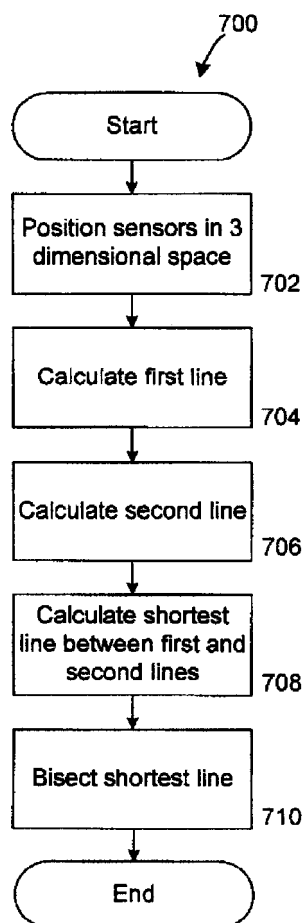 700
Start
Position sensors in 3
dimensional space
702
Calculate first line
704
Calculate second line
706
Calculate shortest
line between first and
second lines
708
Bisect shortest line
710
End